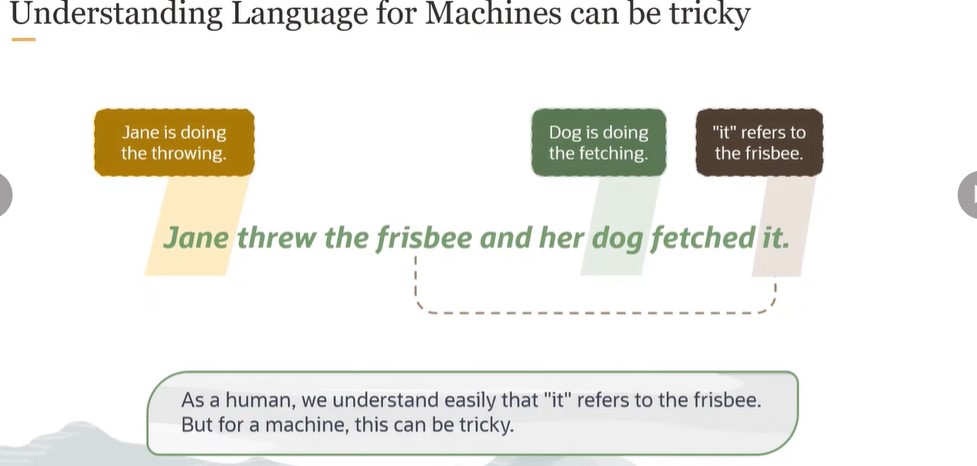 Understanding Language for Machines can be tricky
Jane is doing
the throwing.
Dog is doing
the fetching.
"it" refers to
the frisbee.
Jane threw the frisbee and her dog fetched it.
As a human, we understand easily that "it" refers to the frisbee.
But for a machine, this can be tricky.